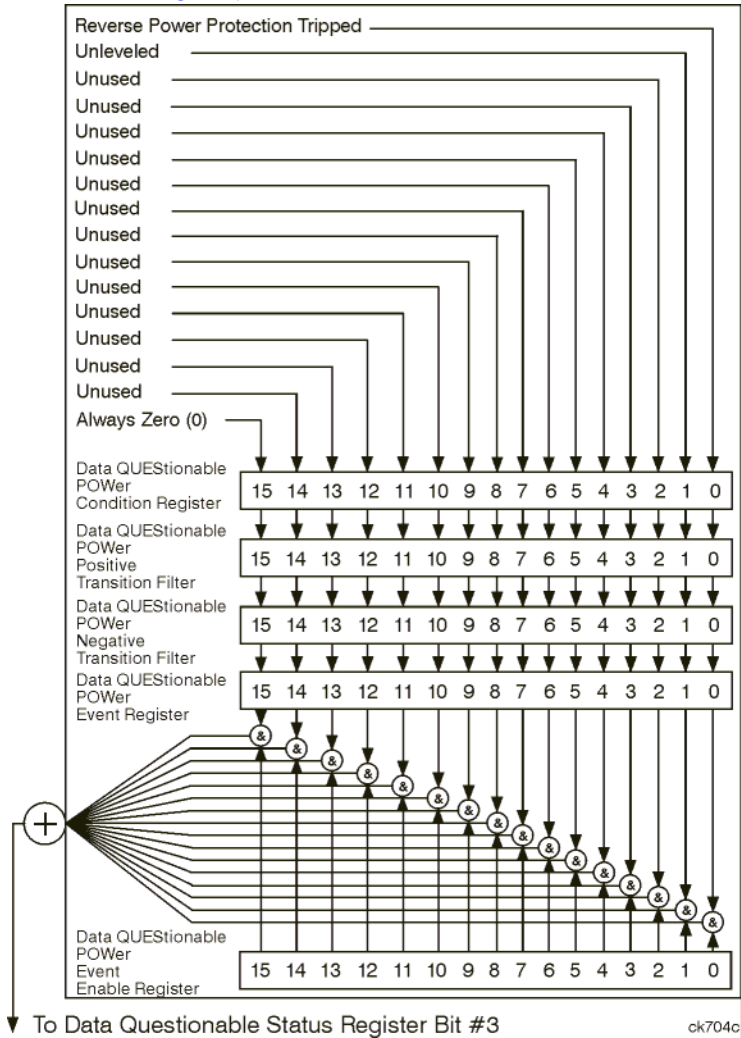 Reverse Power Protection Tripped
Unleveled
Unused
Unused
Unused
Unused
Unused
Unused
Unused
Unused
Unused
Unused
Unused
Unused
Unused
Always Zero (0)
Data QUEStionable
POWer
Condition Register
15 14 13 12 11 10 9 8 7 6 5 4 3 2 1 0
Data QUEStionable
POWer
Positive
Transition Filter
15 14 13 12 11 10 9 8 7 6 5 4 3 2 1 0
Data QUEStionable
POWer
Negative
Transition Filter
15 14 13 12 11 10 9 8 7 6 5 4 3 2 1 0
Data QUEStionable
POWer
Event Register
15 14 13 12 11 10 9 8 7 6 5 4 3 2 1 0
& & & & & & & & & & & & & & & &
+
Data QUEStionable
POWer
Event
Enable Register
15 14 13 12 11 10 9 8 7 6 5 4 3 2 1 0
To Data Questionable Status Register Bit #3
ck704c